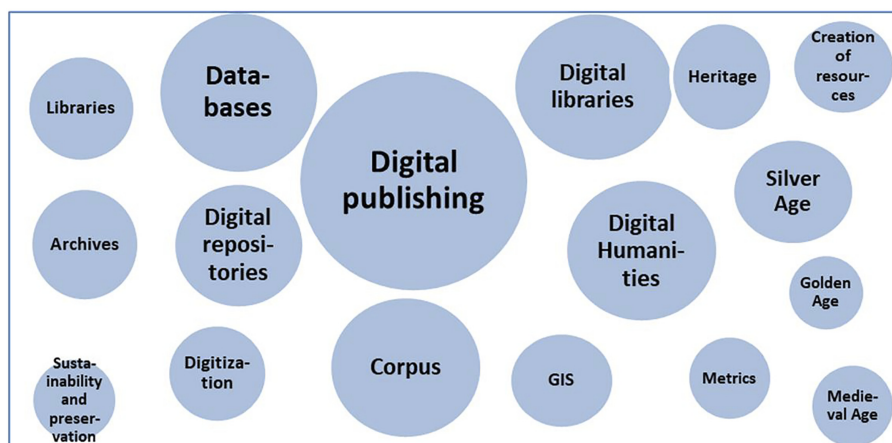 Libraries
Data-
bases
Digital
publishing
Digital
libraries
Heritage
Creation
of
resour-
ces
Archives
Digital
reposi-
tories
Digital
Humani-
ties
Silver
Age
Golden
Age
Susta-
inability
and
preser-
vation
Digitiza-
tion
Corpus
GIS
Metrics
Medie-
val Age